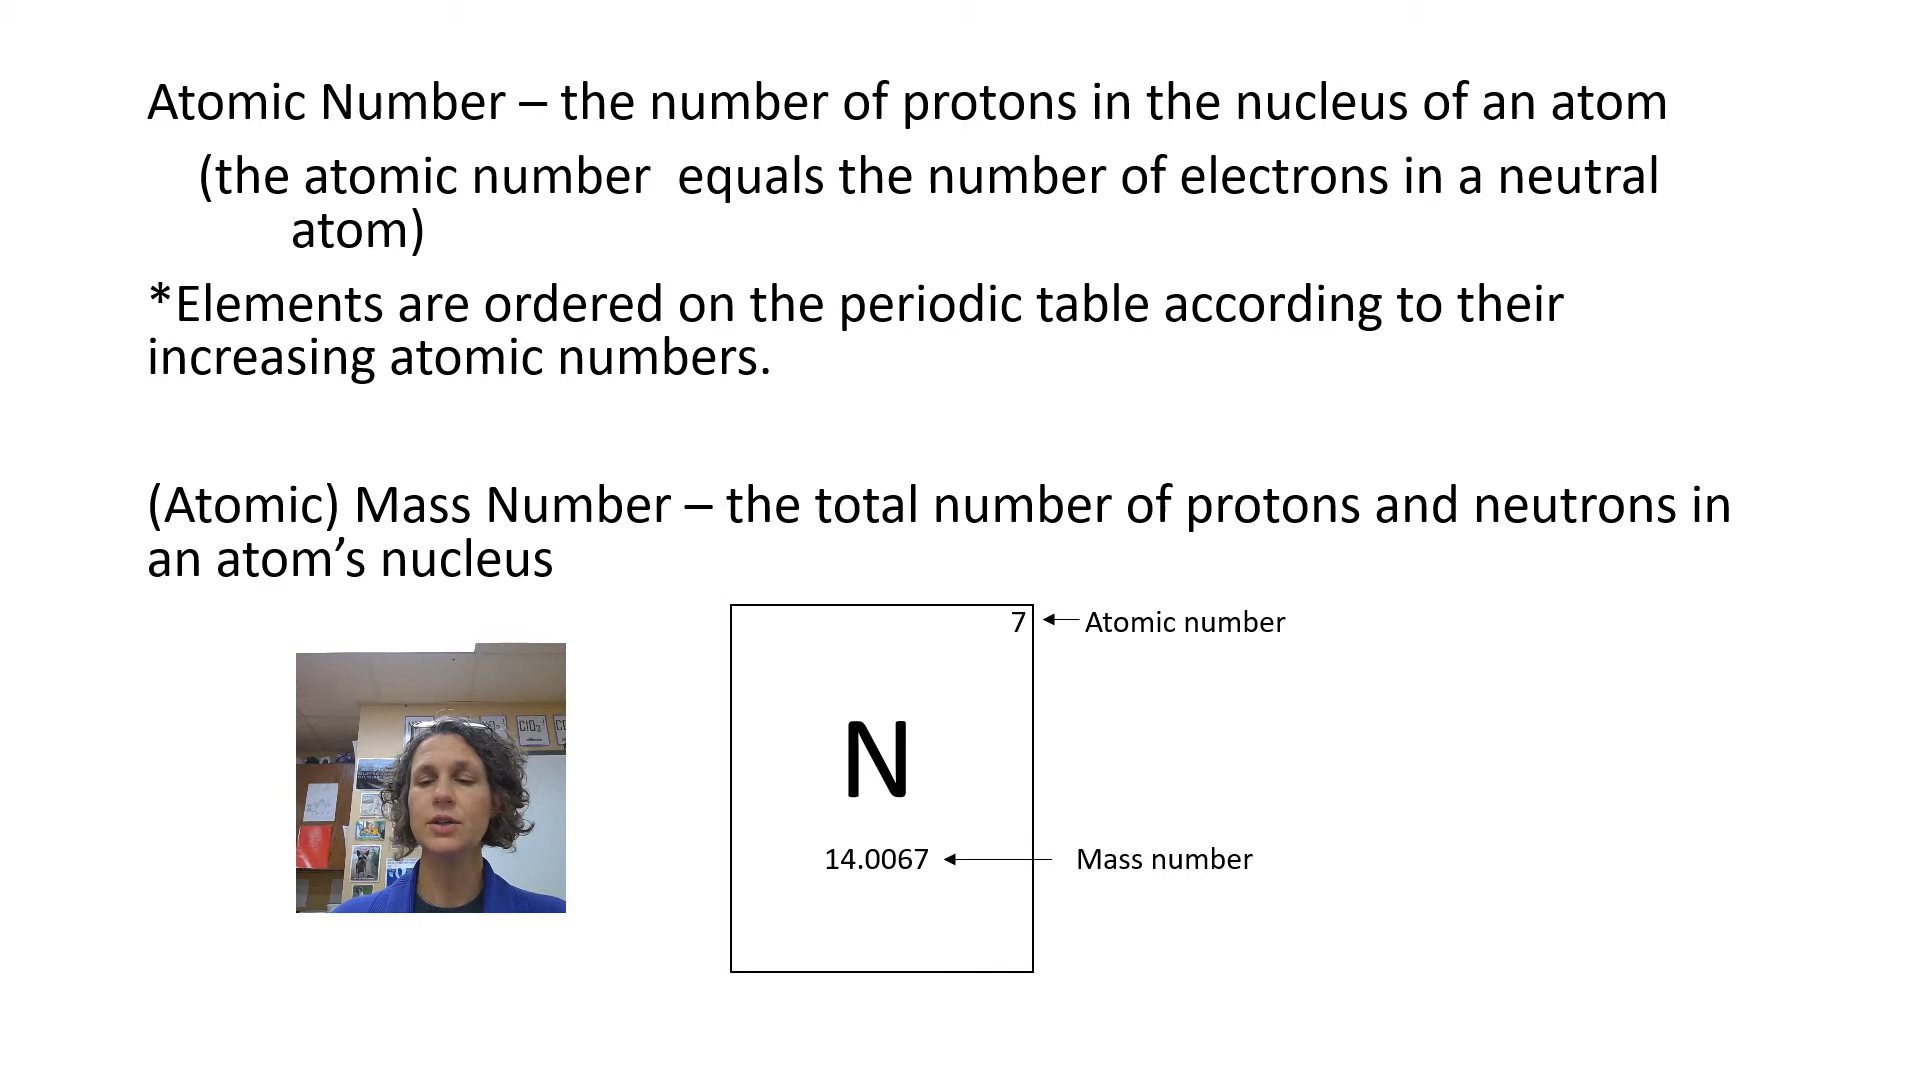 Atomic Number – the number of protons in the nucleus of an atom
(the atomic number  equals the number of electrons in a neutral
atom)
*Elements are ordered on the periodic table according to their
increasing atomic numbers.
(Atomic) Mass Number – the total number of protons and neutrons in
an atom’s nucleus
7
Atomic number
N
14.0067
Mass number